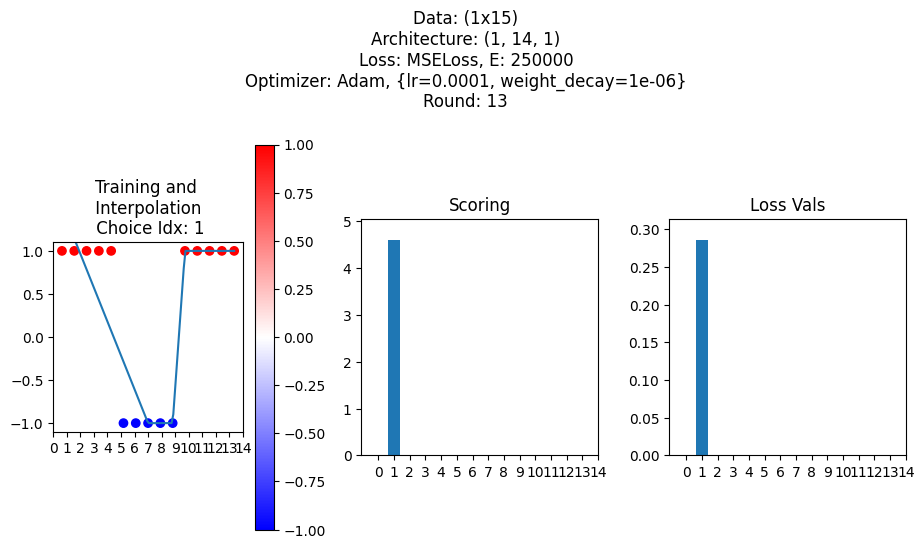 Data: (1x15)
Architecture: (1, 14, 1)
Loss: MSELoss, E: 250000
Optimizer: Adam, {lr=0.0001, weight_decay=1e-06}
Round: 13
Training and
Interpolation
Choice Idx: 1
1.0
0.5
0.0
−0.5
−1.0
0 1 2 3 4 5 6 7 8 9 10 11 12 13 14
1.00
0.75
0.50
0.25
0.00
−0.25
−0.50
−0.75
−1.00
Scoring
5
4
3
2
1
0
0 1 2 3 4 5 6 7 8 9 10 11 12 13 14
Loss Vals
0.30
0.25
0.20
0.15
0.10
0.05
0.00
0 1 2 3 4 5 6 7 8 9 10 11 12 13 14